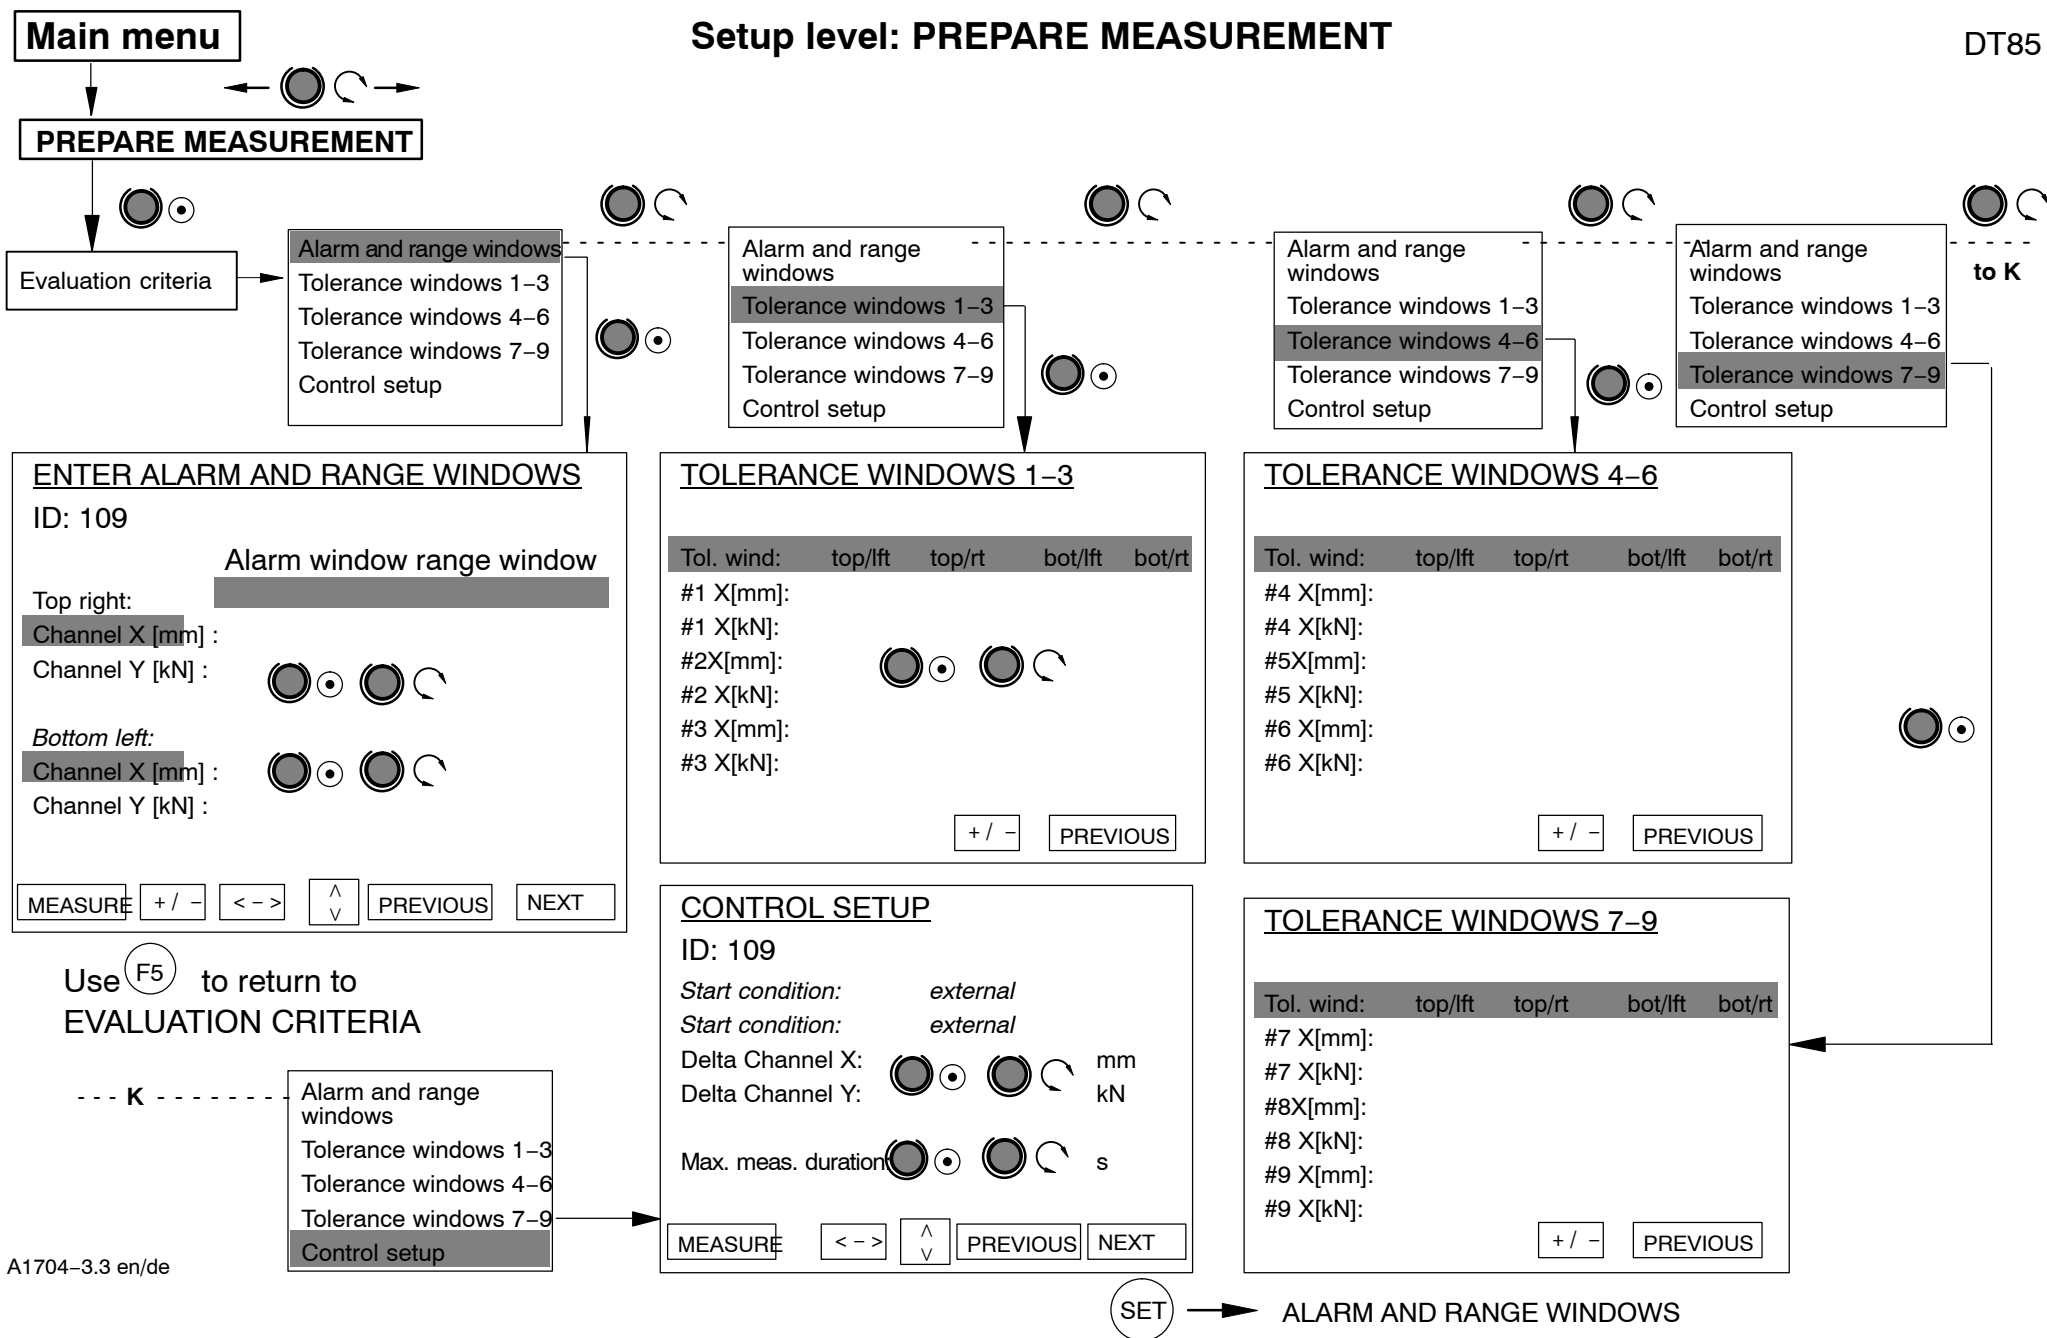 Main menu
Setup level: PREPARE MEASUREMENT
DT85
PREPARE MEASUREMENT
Evaluation criteria
Alarm and range windows
Tolerance windows 1–3
Tolerance windows 4–6
Tolerance windows 7–9
Control setup
Alarm and range
windows
Tolerance windows 1–3
Tolerance windows 4–6
Tolerance windows 7–9
Control setup
Alarm and range
windows
Tolerance windows 1–3
Tolerance windows 4–6
Tolerance windows 7–9
Control setup
Alarm and range
windows
Tolerance windows 1–3
Tolerance windows 4–6
Tolerance windows 7–9
Control setup
to K
ENTER ALARM AND RANGE WINDOWS
ID: 109
Alarm window range window
Top right:
Channel X [mm] :
Channel Y [kN] :
Bottom left:
Channel X [mm] :
Channel Y [kN] :
MEASURE + / – < – > ^ v PREVIOUS NEXT
TOLERANCE WINDOWS 1–3
Tol. wind: top/lft top/rt bot/lft bot/rt
#1 X[mm]:
#1 X[kN]:
#2X[mm]:
#2 X[kN]:
#3 X[mm]:
#3 X[kN]:
+ / – PREVIOUS
TOLERANCE WINDOWS 4–6
Tol. wind: top/lft top/rt bot/lft bot/rt
#4 X[mm]:
#4 X[kN]:
#5X[mm]:
#5 X[kN]:
#6 X[mm]:
#6 X[kN]:
+ / – PREVIOUS
Use F5 to return to
EVALUATION CRITERIA
- - - K - - - - - - - -
Alarm and range
windows
Tolerance windows 1–3
Tolerance windows 4–6
Tolerance windows 7–9
Control setup
CONTROL SETUP
ID: 109
Start condition: external
Start condition: external
Delta Channel X: mm
Delta Channel Y: kN
Max. meas. duration: s
MEASURE < – > ^ v PREVIOUS NEXT
TOLERANCE WINDOWS 7–9
Tol. wind: top/lft top/rt bot/lft bot/rt
#7 X[mm]:
#7 X[kN]:
#8X[mm]:
#8 X[kN]:
#9 X[mm]:
#9 X[kN]:
+ / – PREVIOUS
A1704–3.3 en/de
SET ALARM AND RANGE WINDOWS